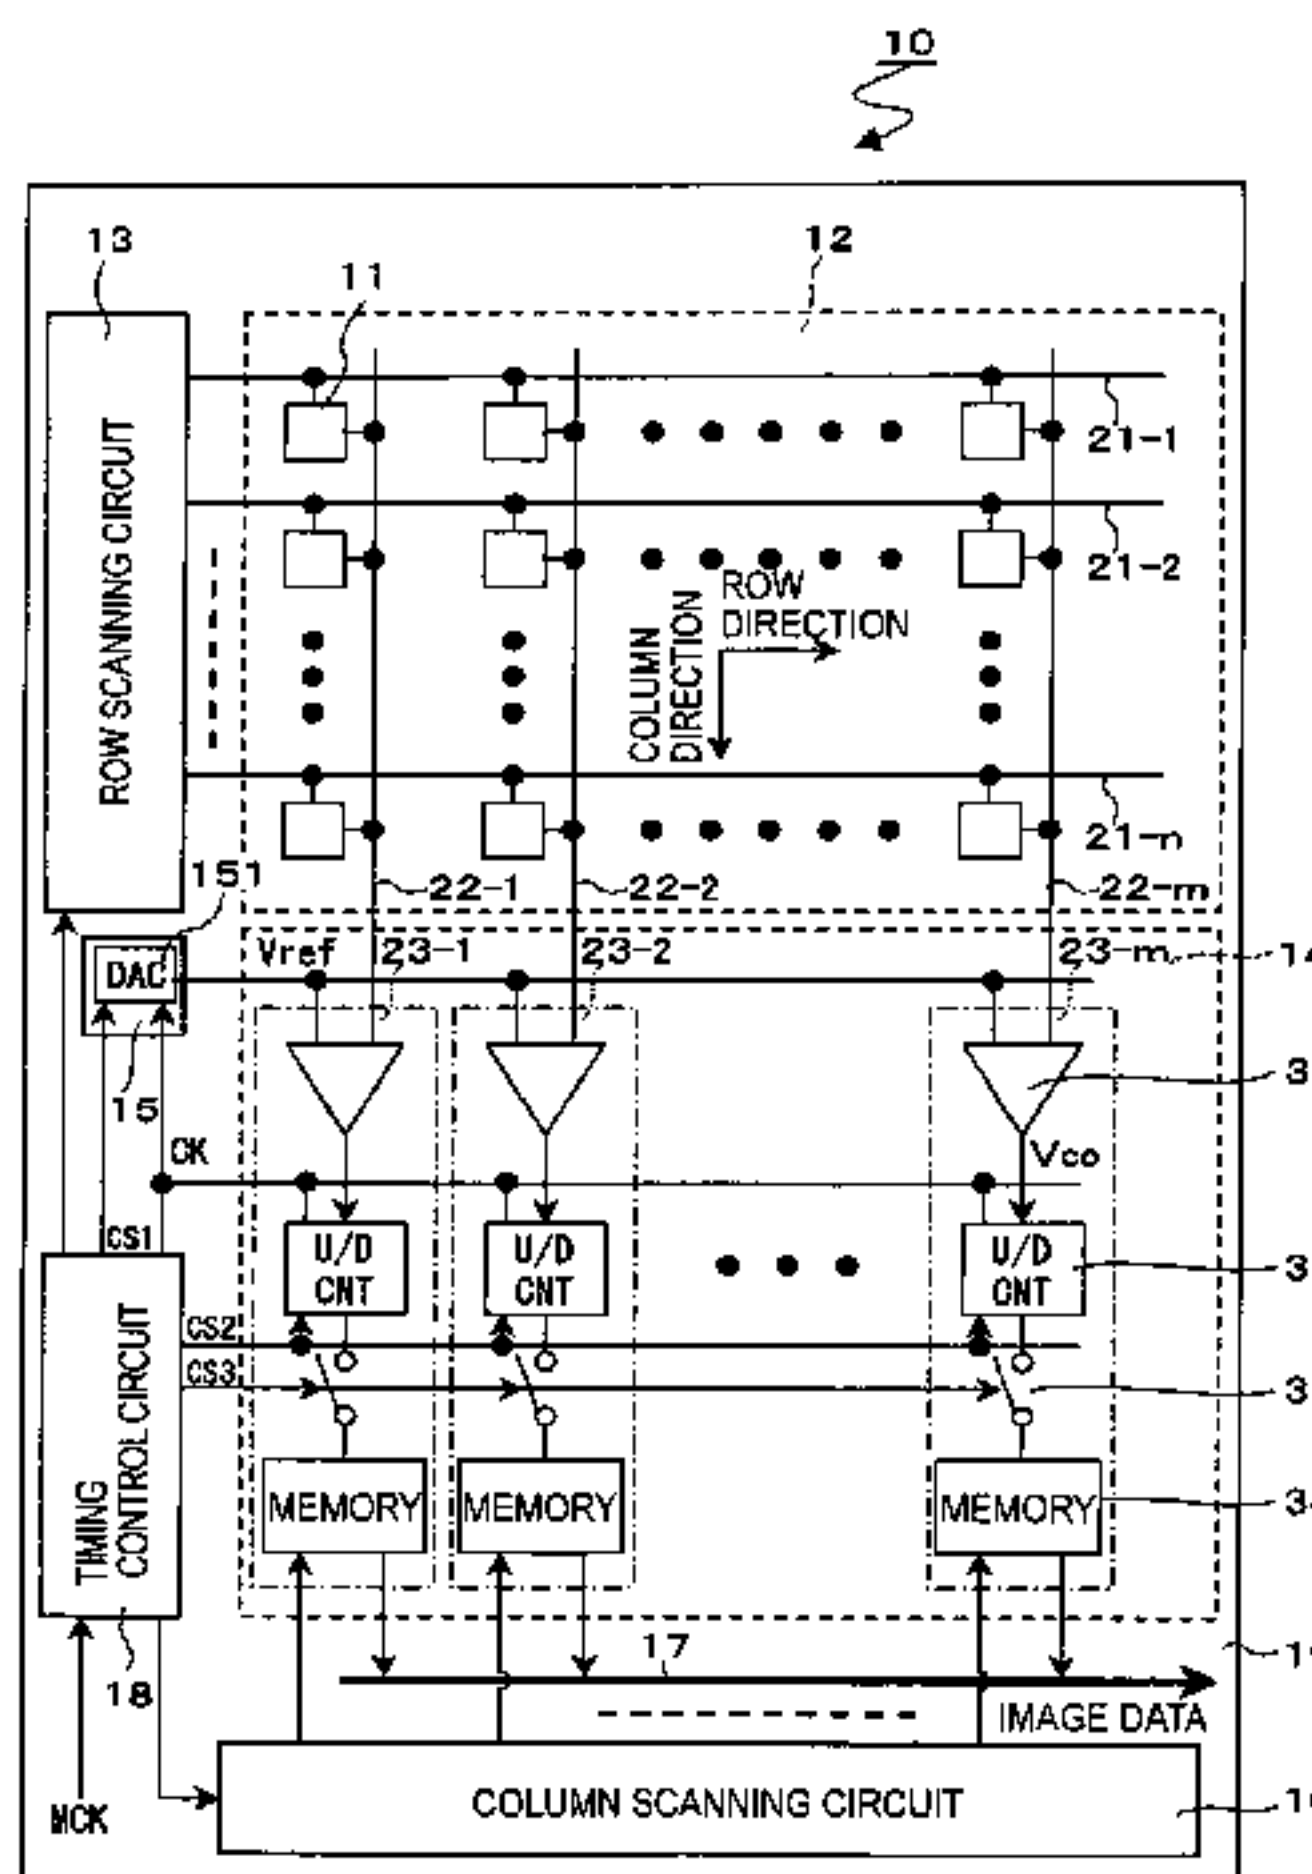 10
13
11
12
21-1
21-2
ROW SCANNING CIRCUIT
ROW
DIRECTION
COLUMN
DIRECTION
21-n
151
22-1
22-2
22-m
DAC
Vref
23-1
23-2
23-m
15
CK
Vco
CS1
U/D
CNT
U/D
CNT
U/D
CNT
CS2
CS3
TIMING
CONTROL CIRCUIT
MEMORY
MEMORY
MEMORY
18
17
IMAGE DATA
MCK
COLUMN SCANNING CIRCUIT